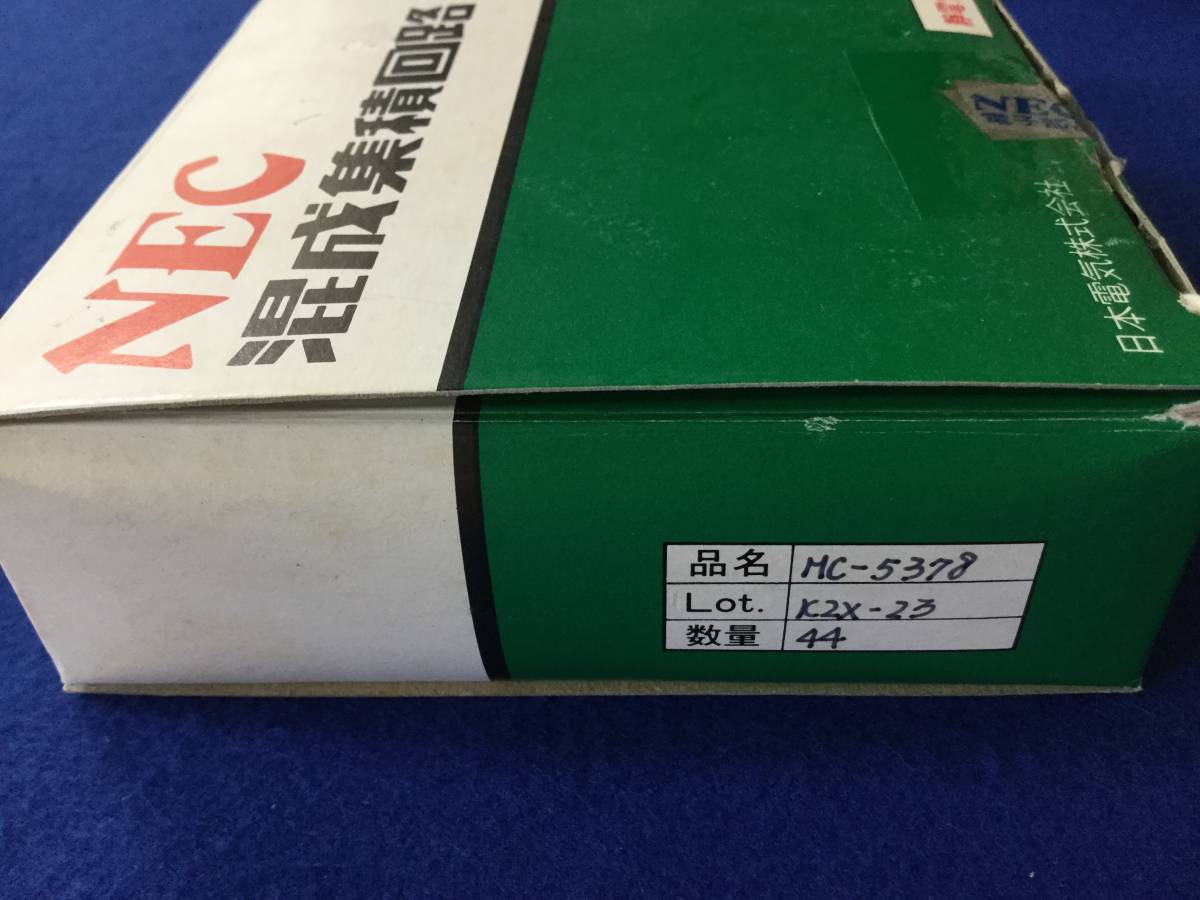 NEC
混成集積回路
日本電気株式会社
品名 MC-5378
Lot. K2X-23
数量 44